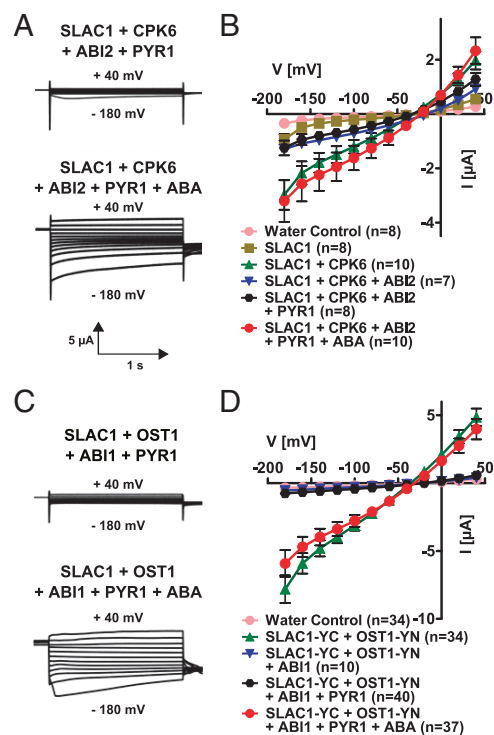 A
SLAC1 + CPK6
+ ABI2 + PYR1
+ 40 mV
- 180 mV
SLAC1 + CPK6
+ ABI2 + PYR1 + ABA
+ 40 mV
- 180 mV
5 µA
1 s
B
V [mV]
-200 -150 -100 -50 50
2
-2
-4
I [µA]
Water Control (n=8)
SLAC1 (n=8)
SLAC1 + CPK6 (n=10)
SLAC1 + CPK6 + ABI2 (n=7)
SLAC1 + CPK6 + ABI2
+ PYR1 (n=8)
SLAC1 + CPK6 + ABI2
+ PYR1 + ABA (n=10)
C
SLAC1 + OST1
+ ABI1 + PYR1
+ 40 mV
- 180 mV
SLAC1 + OST1
+ ABI1 + PYR1 + ABA
+ 40 mV
- 180 mV
D
V [mV]
-200 -150 -100 -50 50
5
-5
-10
I [µA]
Water Control (n=34)
SLAC1-YC + OST1-YN (n=34)
SLAC1-YC + OST1-YN
+ ABI1 (n=10)
SLAC1-YC + OST1-YN
+ ABI1 + PYR1 (n=40)
SLAC1-YC + OST1-YN
+ ABI1 + PYR1 + ABA (n=37)